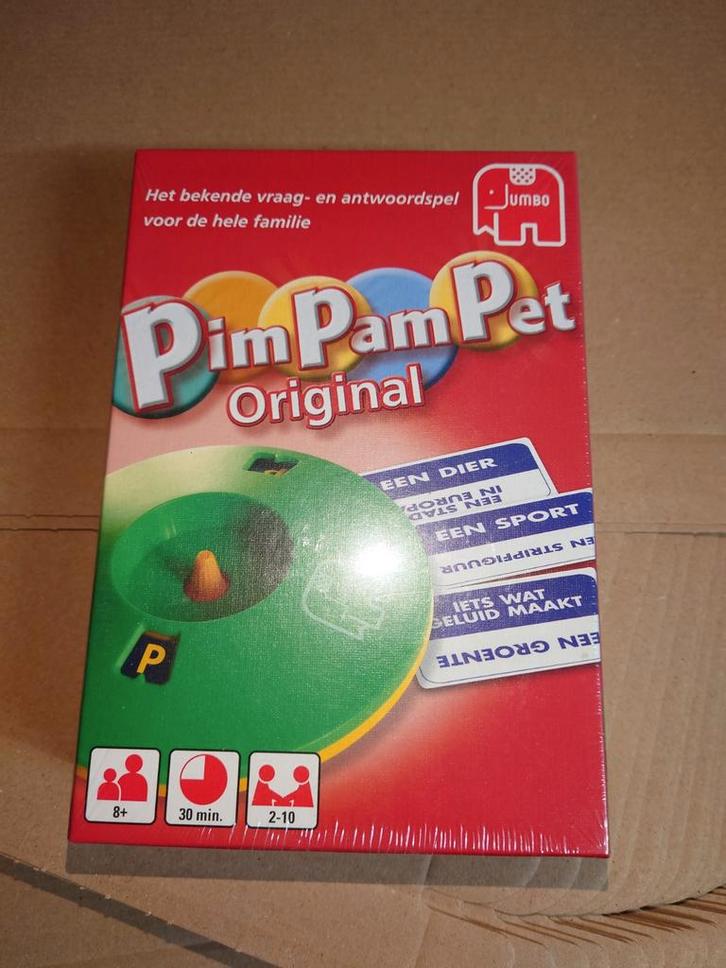 Het bekende vraag- en antwoordspel
voor de hele familie
JUMBO
PimPamPet
Original
EEN DIER
EEN STAD
IN EUROPA
EEN SPORT
EEN STRIPFIGUUR
IETS WAT
GELUID MAAKT
EEN GROENTE
P
8+
30 min.
2-10